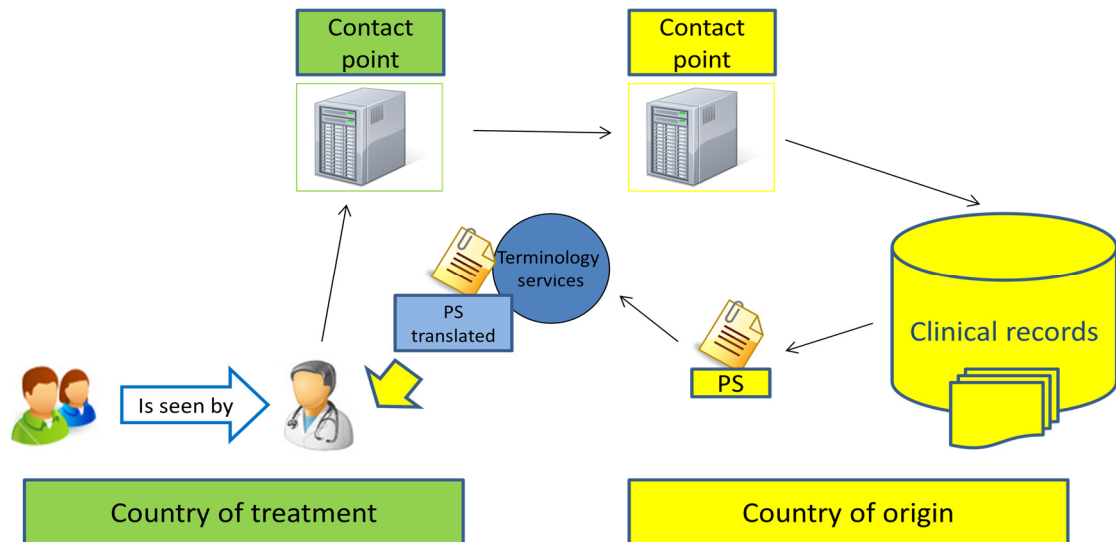 Contact
point
Contact
point
Terminology
services
PS
translated
Clinical records
PS
Is seen by
Country of treatment
Country of origin